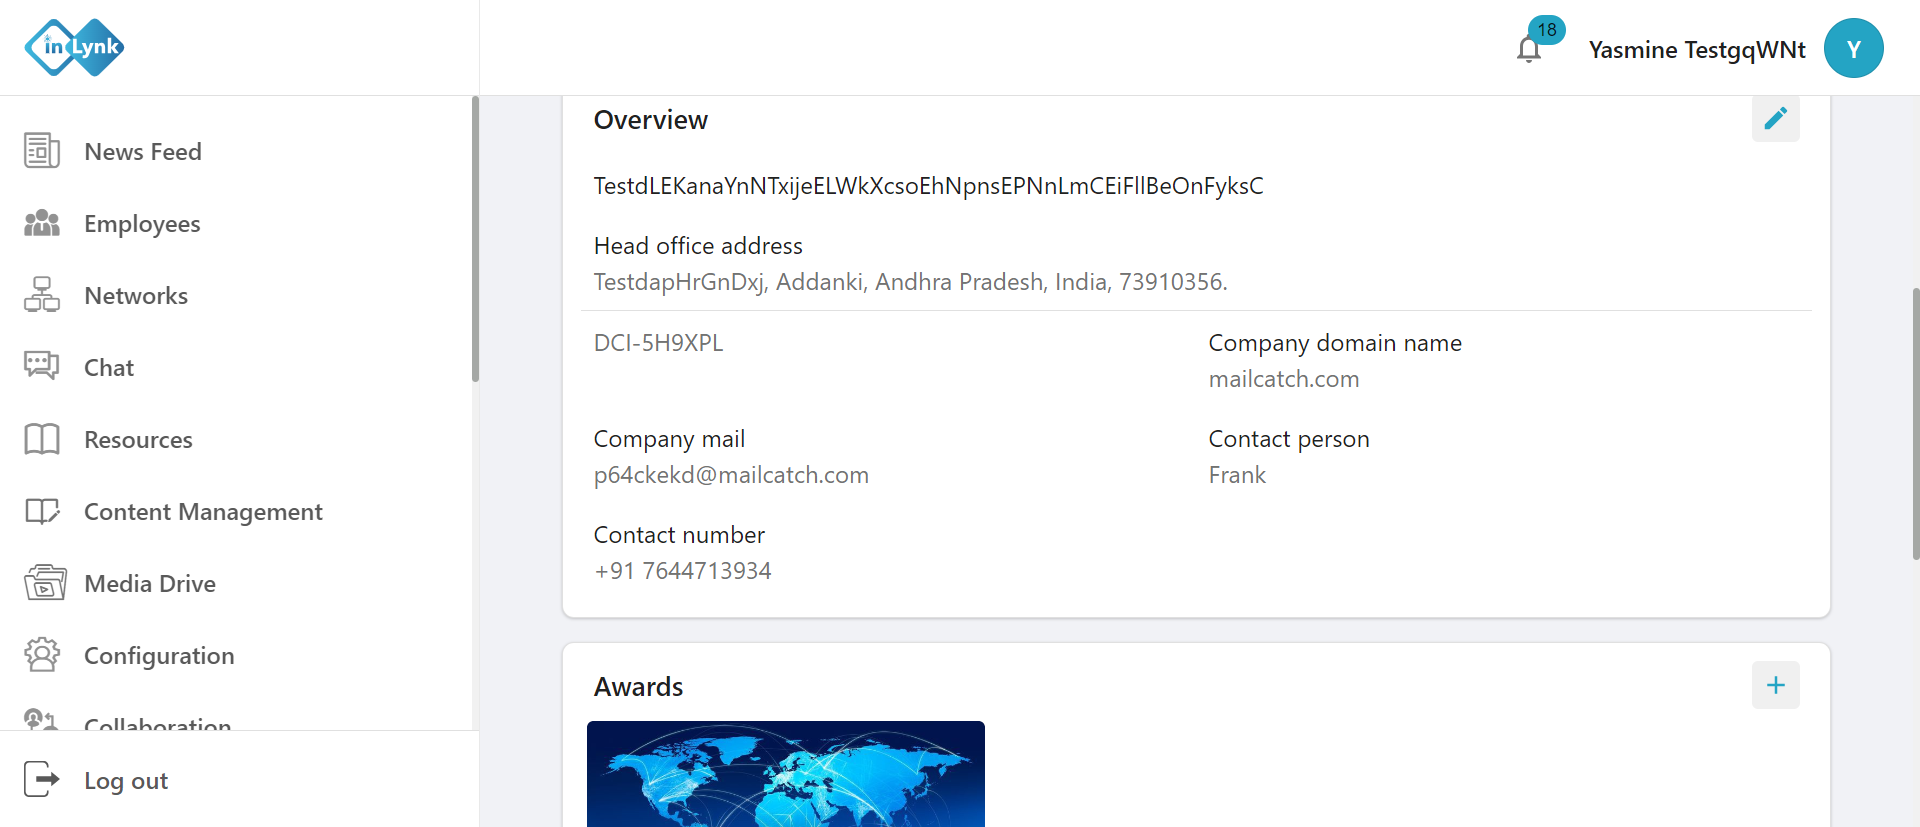 in Lynk
18
Yasmine TestgqWNt
Y
News Feed
Employees
Networks
Chat
Resources
Content Management
Media Drive
Configuration
Collaboration
Log out
Overview
TestdLEKanaYnNTxijeELWkXcsoEhNpnsEPNnLmCEiFllBeOnFyksC
Head office address
TestdapHrGnDxj, Addanki, Andhra Pradesh, India, 73910356.
DCI-5H9XPL
Company domain name
mailcatch.com
Company mail
p64ckekd@mailcatch.com
Contact person
Frank
Contact number
+91 7644713934
Awards